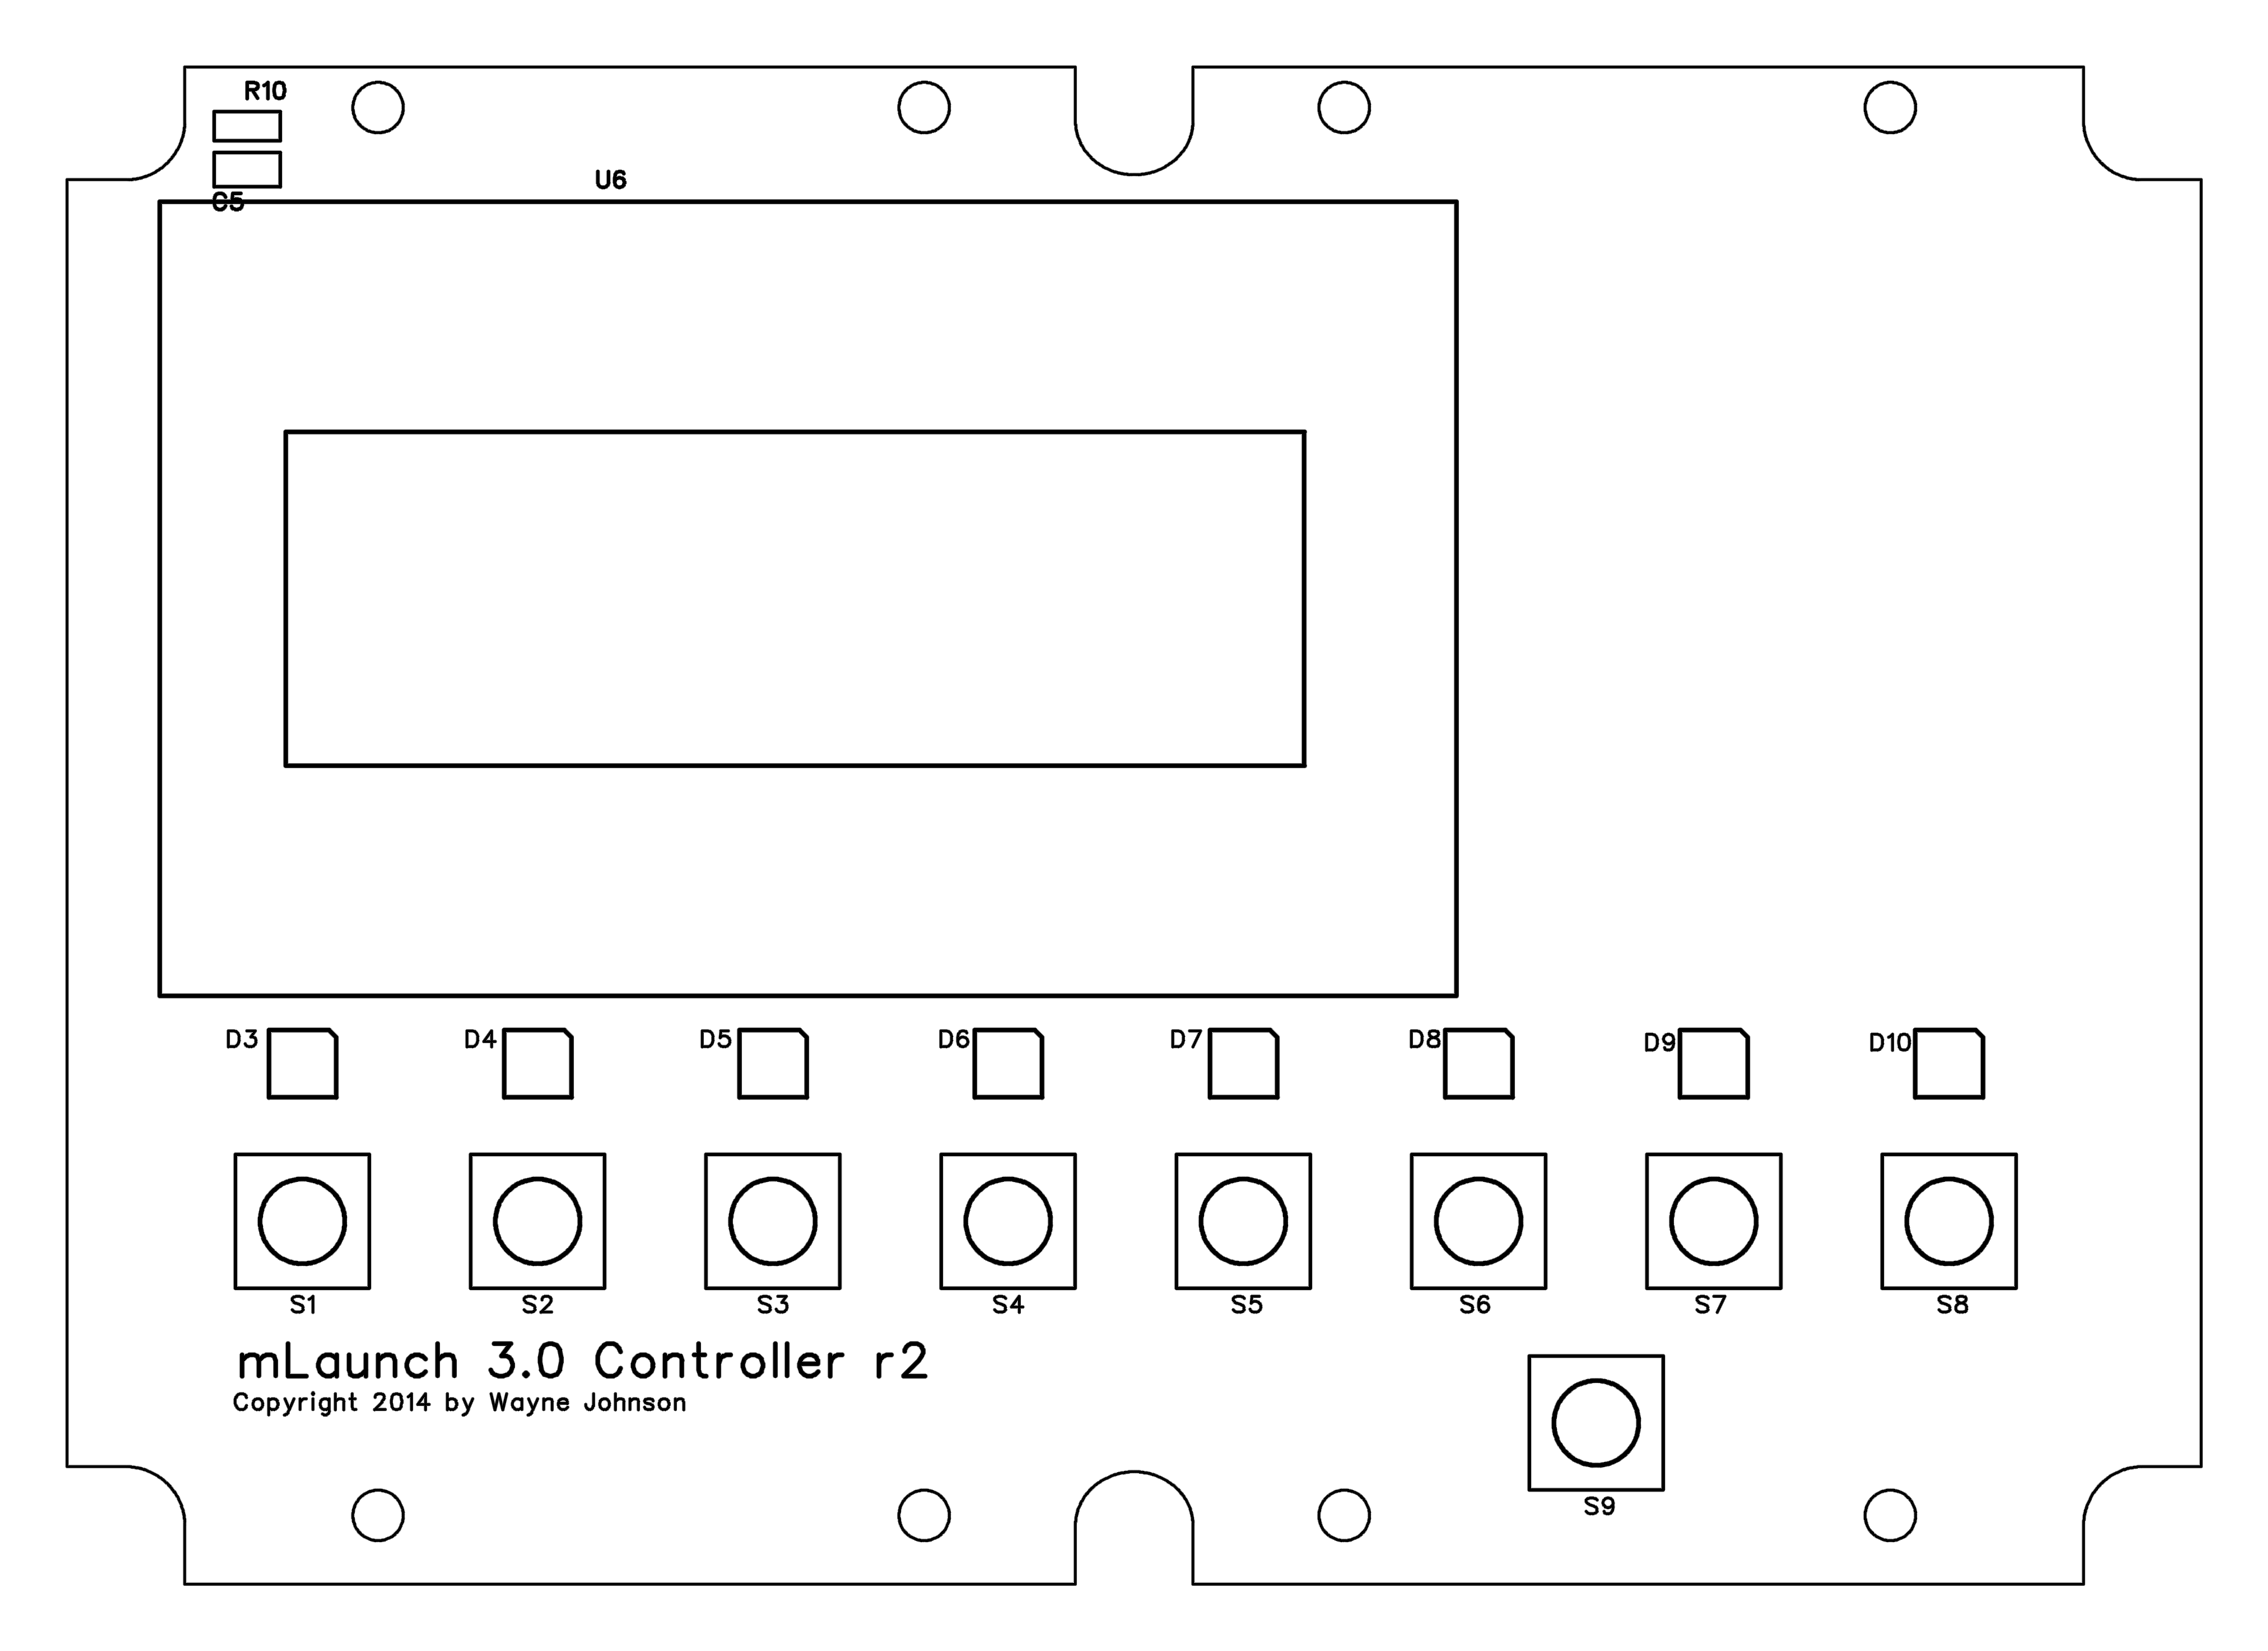 R10
U6
C5
D3 D4 D5 D6 D7 D8 D9 D10
S1 S2 S3 S4 S5 S6 S7 S8
mLaunch 3.0 Controller r2
Copyright 2014 by Wayne Johnson
S9